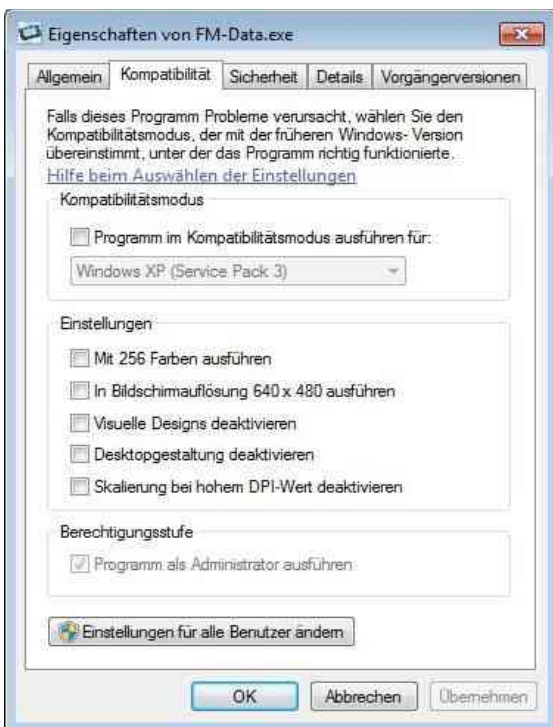 Eigenschaften von FM-Data.exe
Allgemein Kompatibilität Sicherheit Details Vorgängerversionen
Falls dieses Programm Probleme verursacht, wählen Sie den
Kompatibilitätsmodus, der mit der früheren Windows- Version
übereinstimmt, unter der das Programm richtig funktionierte.
Hilfe beim Auswählen der Einstellungen
Kompatibilitätsmodus
Programm im Kompatibilitätsmodus ausführen für:
Windows XP (Service Pack 3)
Einstellungen
Mit 256 Farben ausführen
In Bildschirmauflösung 640 x 480 ausführen
Visuelle Designs deaktivieren
Desktopgestaltung deaktivieren
Skalierung bei hohem DPI-Wert deaktivieren
Berechtigungsstufe
Programm als Administrator ausführen
Einstellungen für alle Benutzer ändern
OK Abbrechen Übernehmen